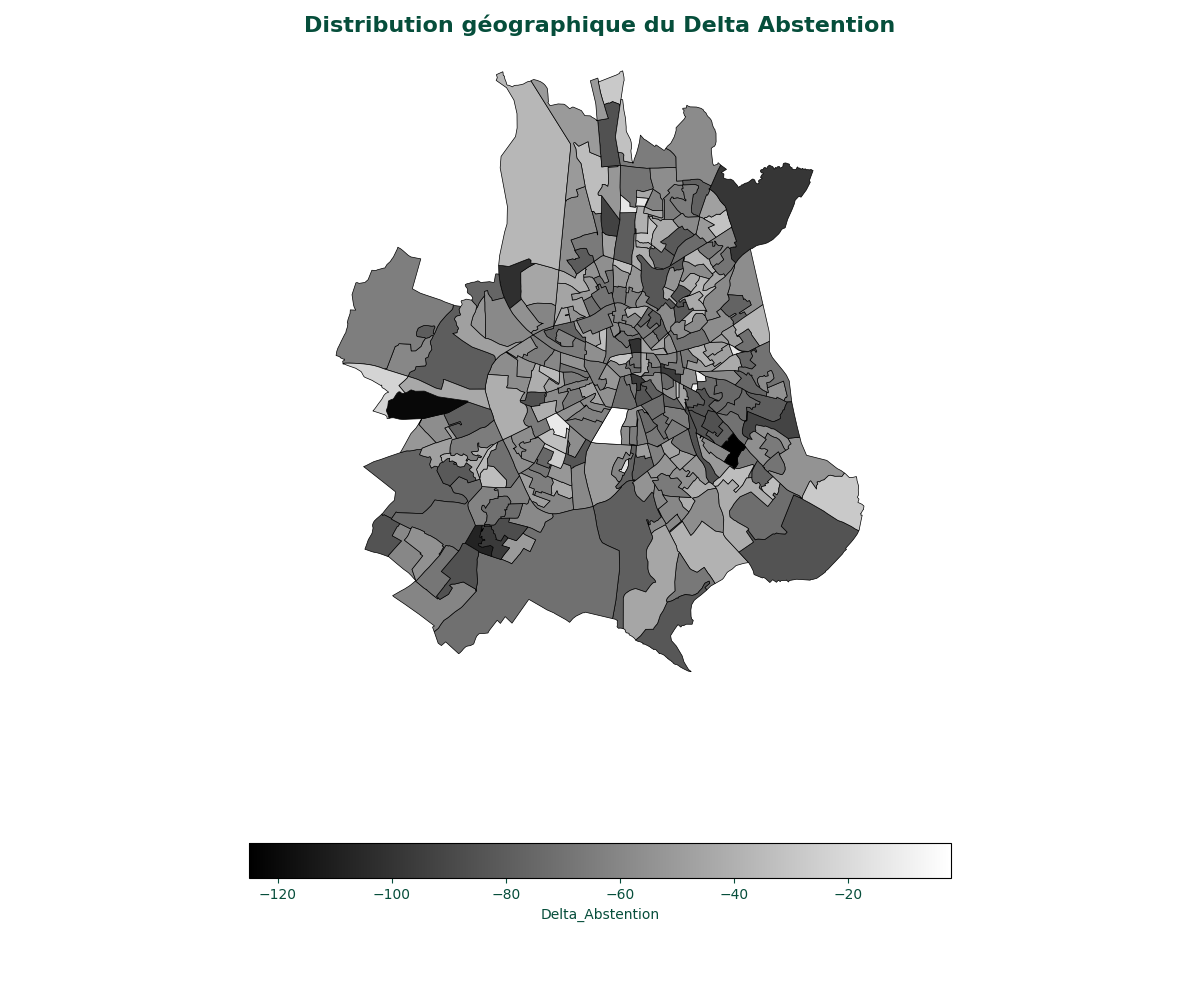 Distribution géographique du Delta Abstention
−120 −100 −80 −60 −40 −20
Delta_Abstention